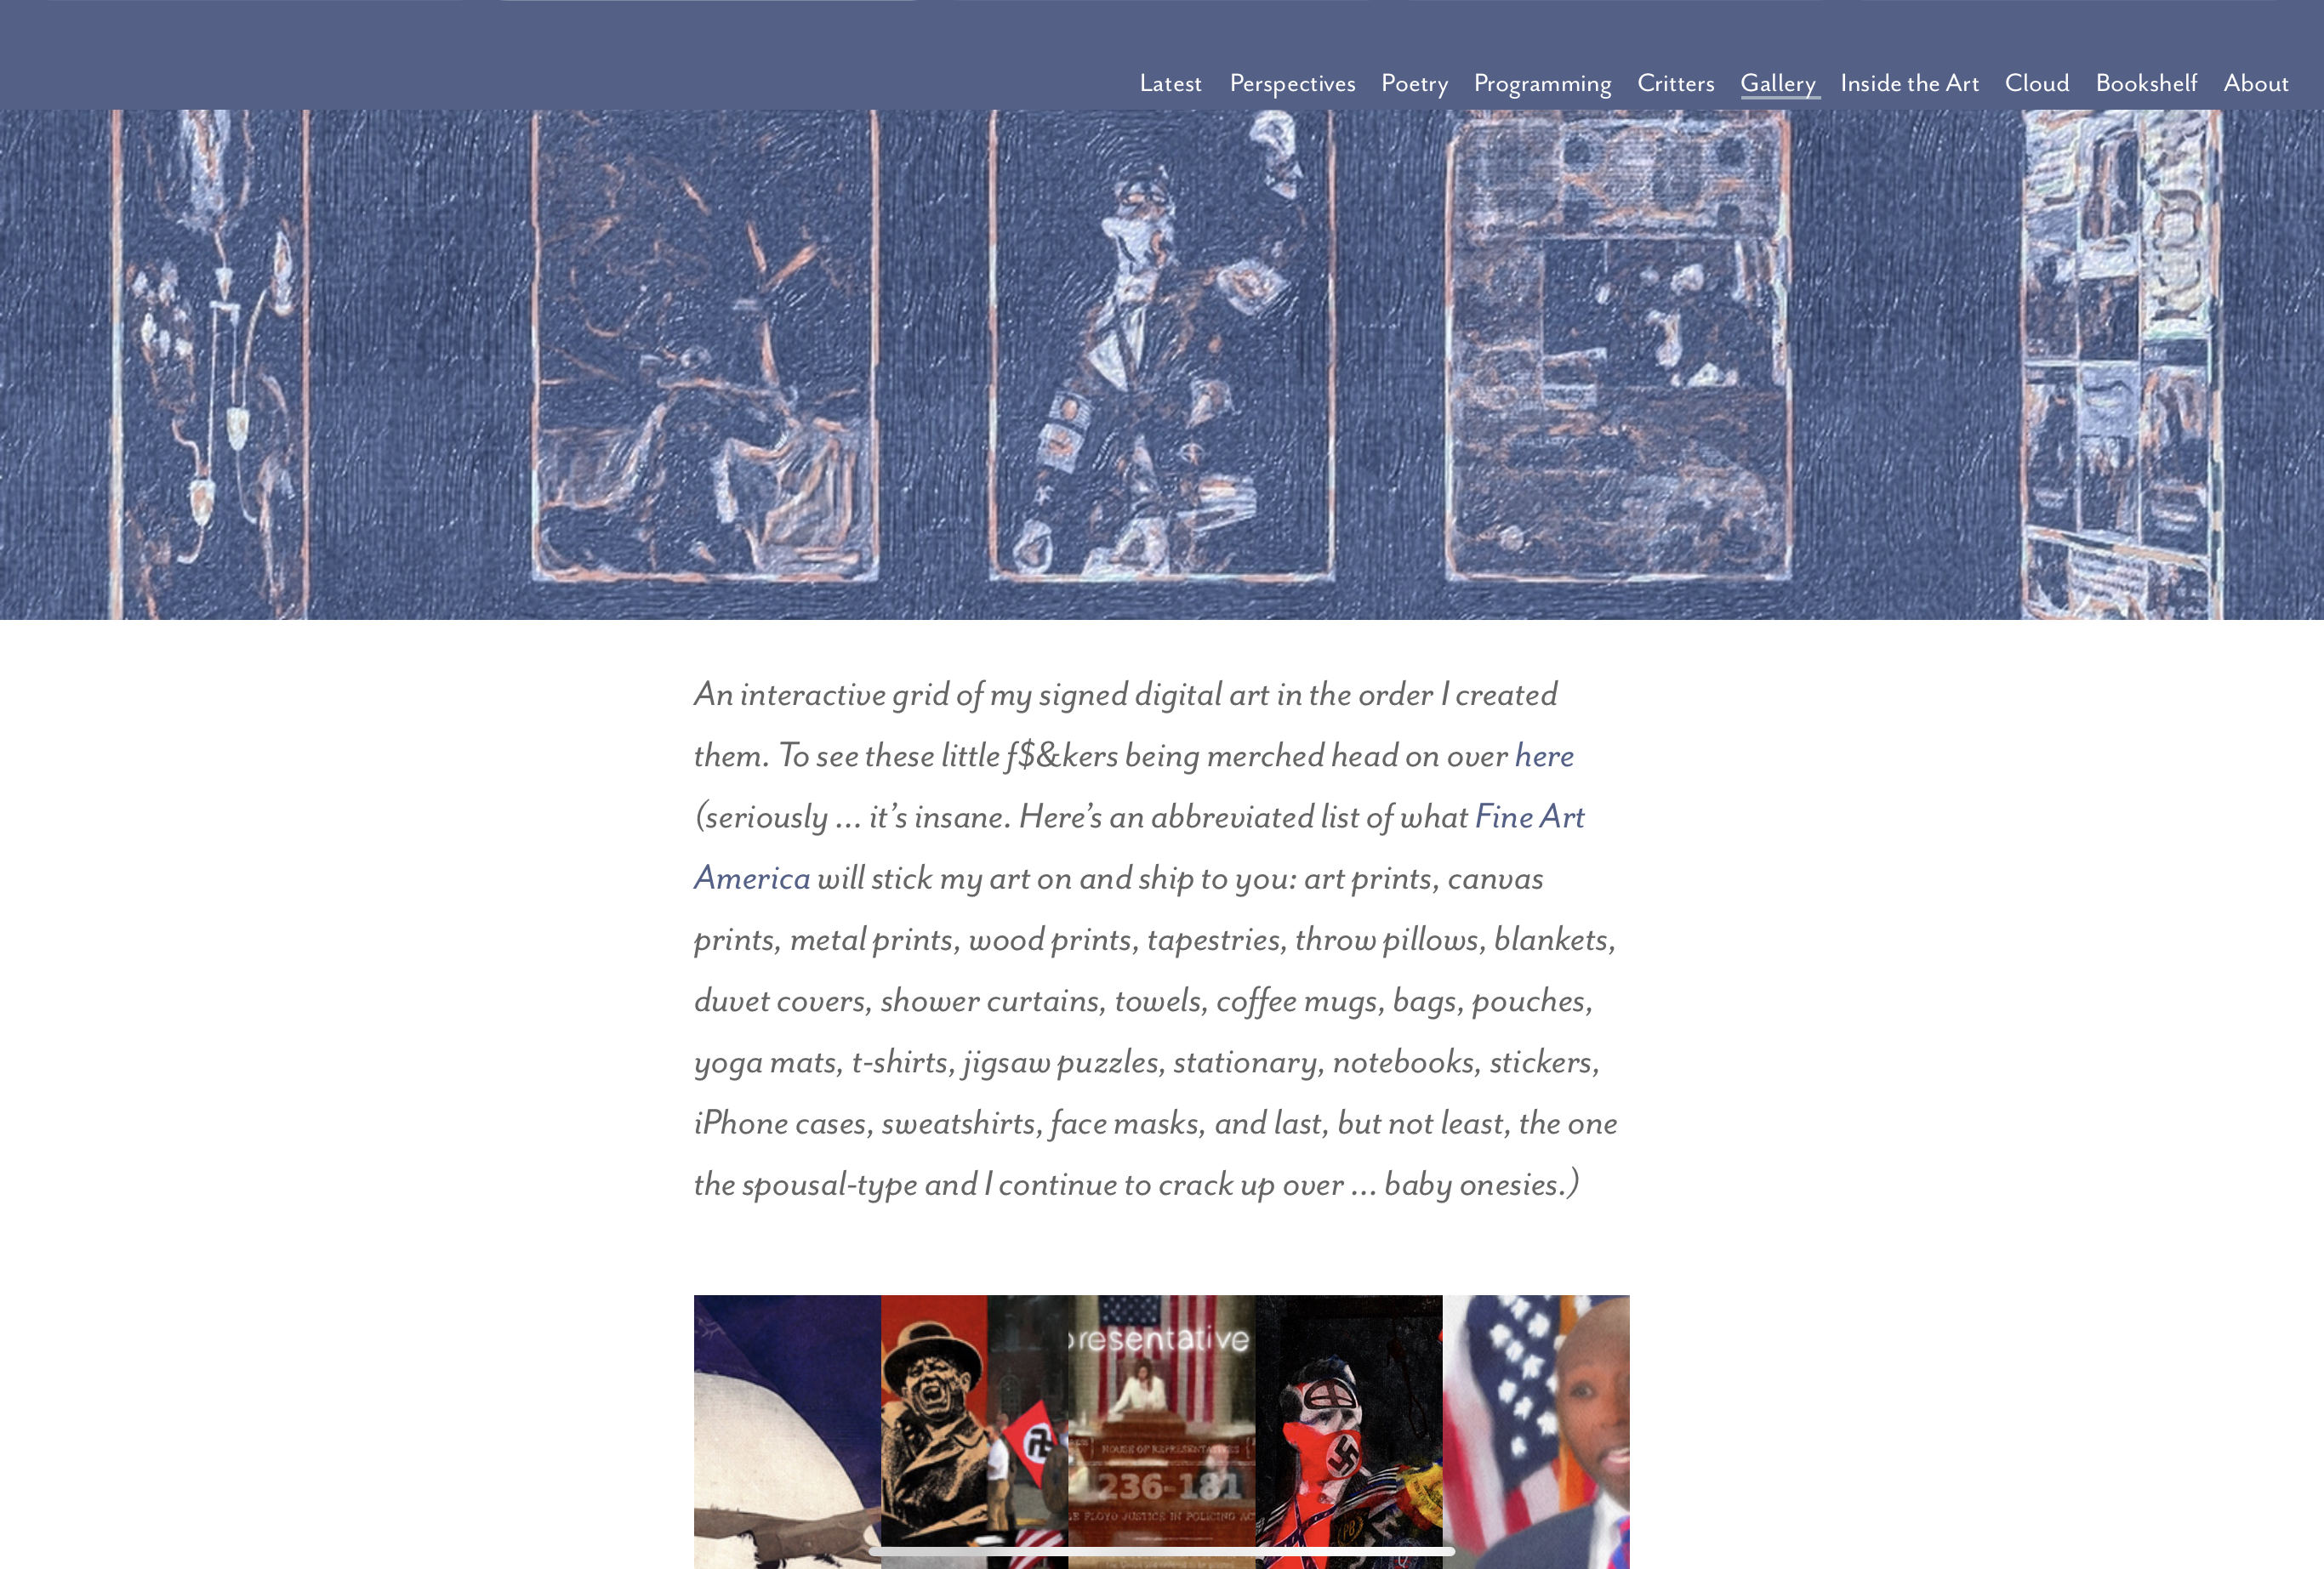 Latest Perspectives Poetry Programming Critters Gallery Inside the Art Cloud Bookshelf About
An interactive grid of my signed digital art in the order I created
them. To see these little f$&kers being merched head on over here
(seriously … it’s insane. Here’s an abbreviated list of what Fine Art
America will stick my art on and ship to you: art prints, canvas
prints, metal prints, wood prints, tapestries, throw pillows, blankets,
duvet covers, shower curtains, towels, coffee mugs, bags, pouches,
yoga mats, t-shirts, jigsaw puzzles, stationary, notebooks, stickers,
iPhone cases, sweatshirts, face masks, and last, but not least, the one
the spousal-type and I continue to crack up over … baby onesies.)
presentative
HOUSE OF REPRESENTATIVES
236-181
FLOYD JUSTICE IN POLICING AC